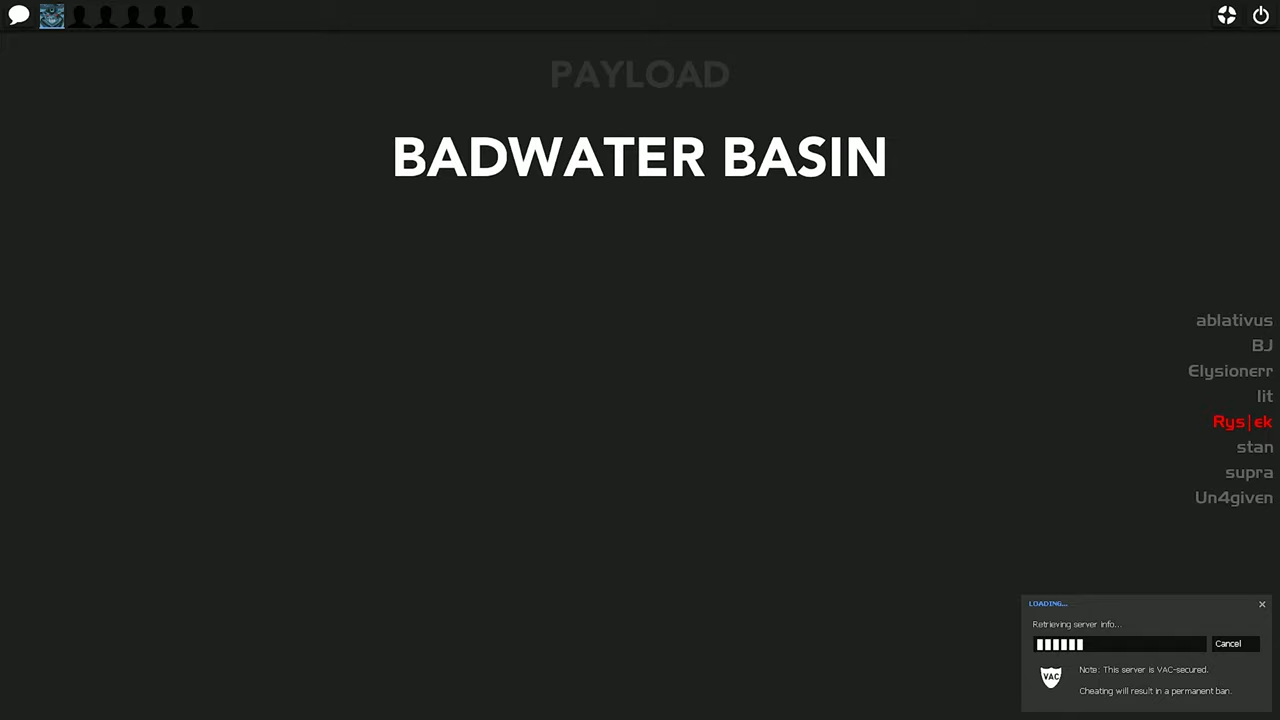 PAYLOAD
BADWATER BASIN
ablativus
BJ
Elysionerr
lit
Rys|ek
stan
supra
Un4given
LOADING...
Retrieving server info...
Cancel
VAC
Note: This server is VAC-secured.
Cheating will result in a permanent ban.